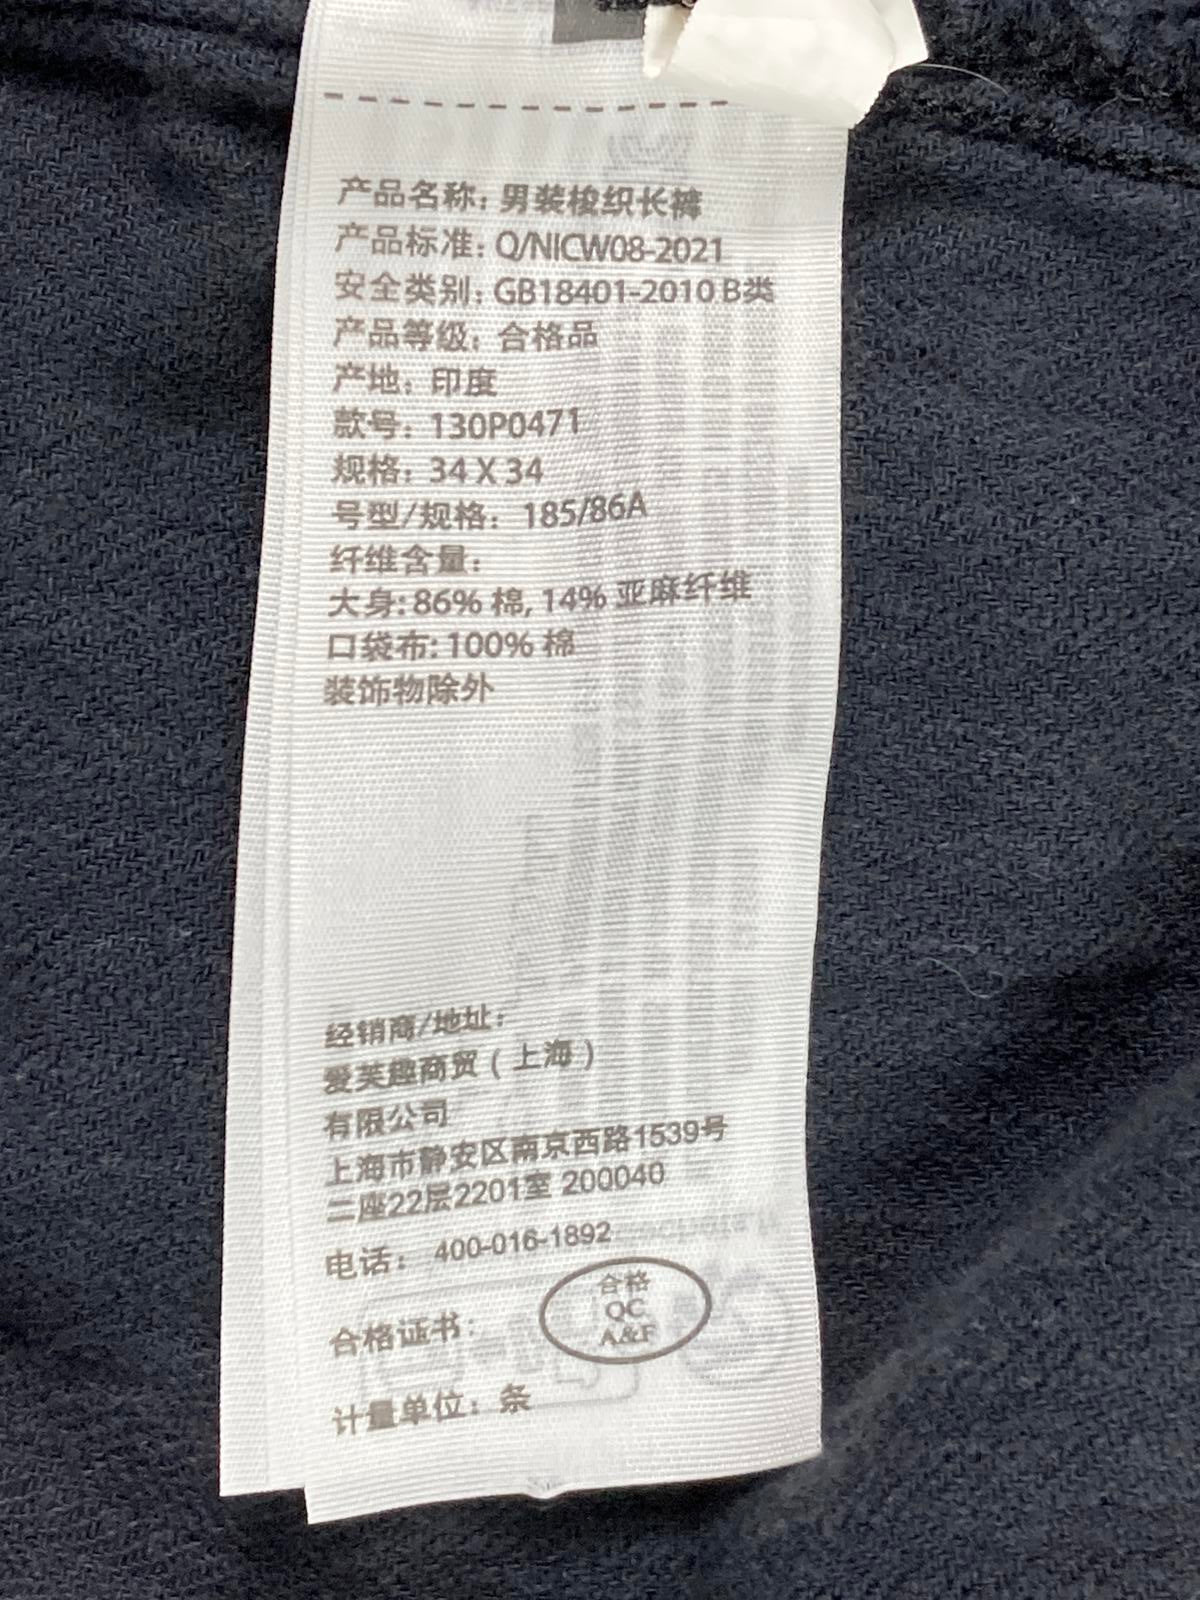 产品名称: 男装梭织长裤
产品标准: Q/NICW08-2021
安全类别: GB18401-2010 B类
产品等级: 合格品
产地: 印度
款号: 130P0471
规格: 34 X 34
号型/规格: 185/86A
纤维含量:
大身: 86% 棉, 14% 亚麻纤维
口袋布: 100% 棉
装饰物除外
经销商/地址:
爱芙趣商贸 ( 上海 )
有限公司
上海市静安区南京西路1539号
二座22层2201室 200040
电话: 400-016-1892
合格证书:
合格
QC
A&F
计量单位: 条